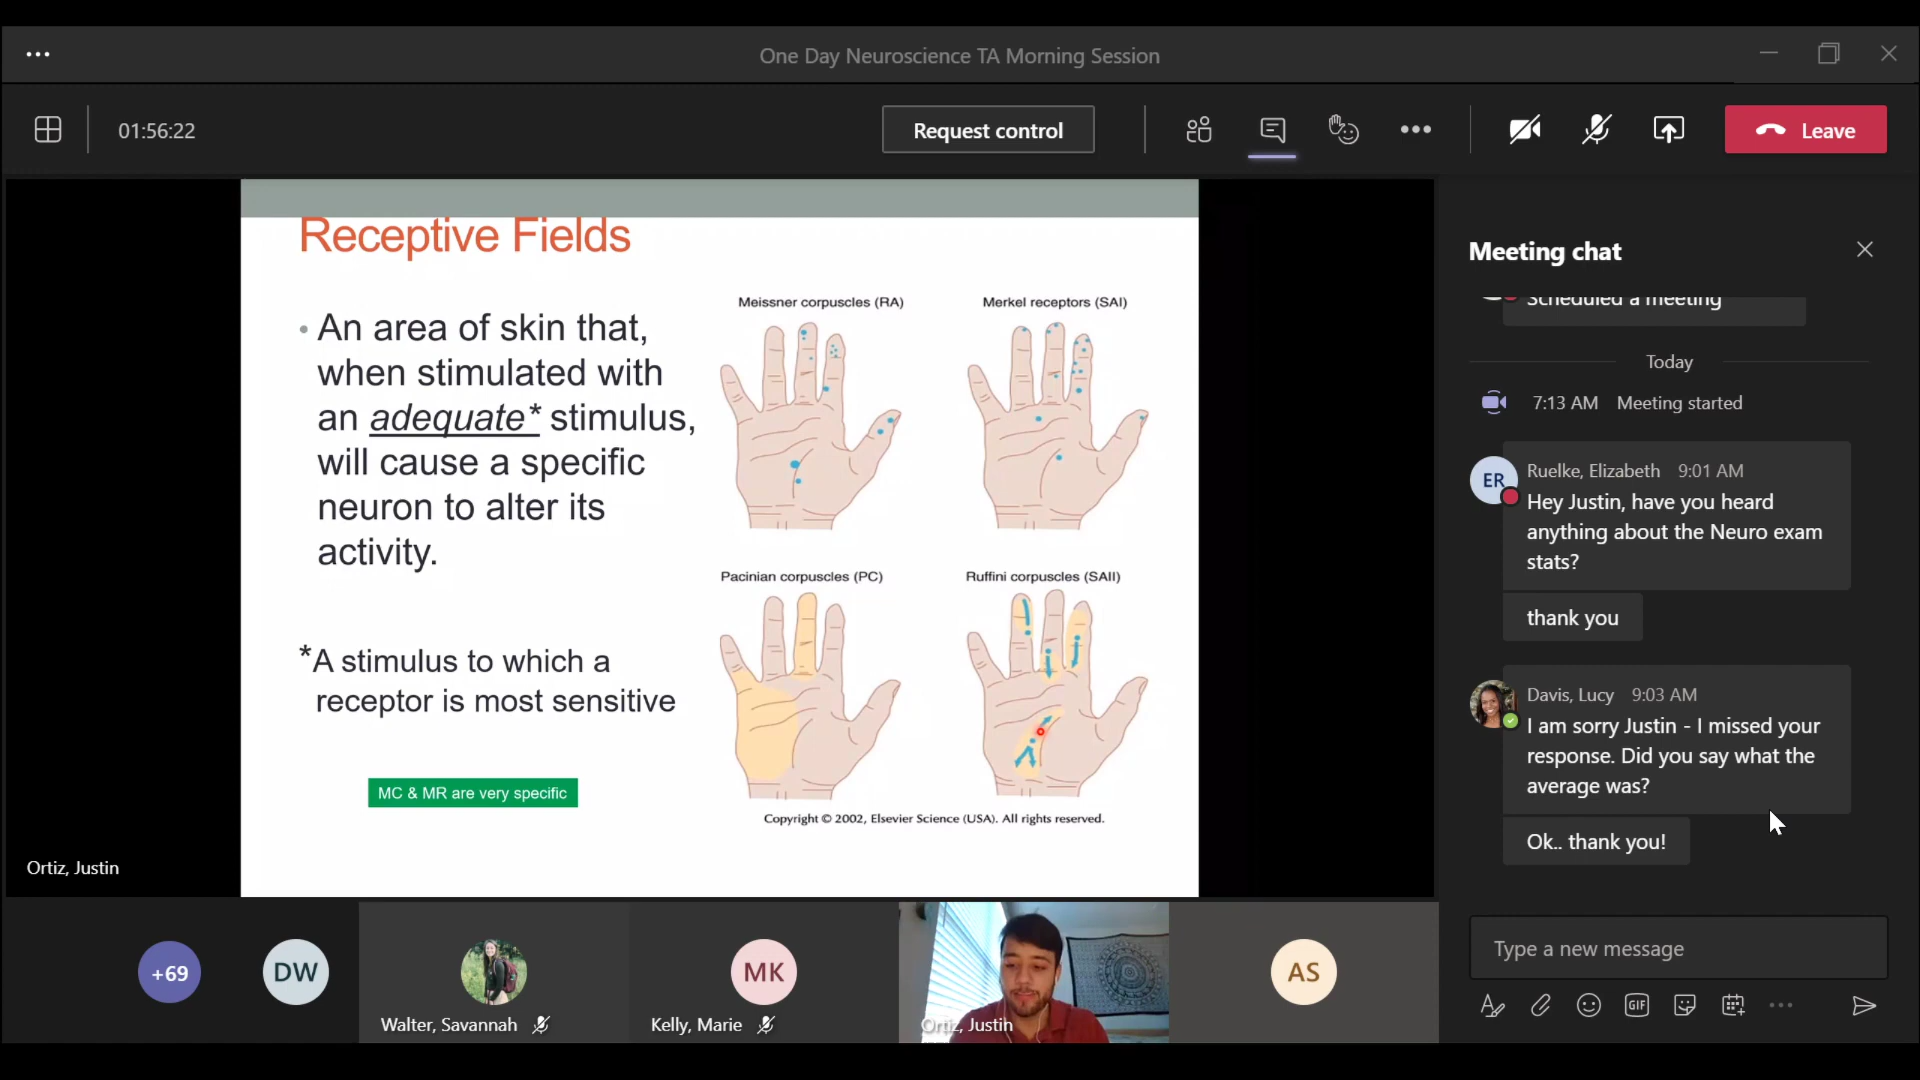 One Day Neuroscience TA Morning Session
01:56:22
Request control
Leave
Receptive Fields
• An area of skin that,
when stimulated with
an adequate* stimulus,
will cause a specific
neuron to alter its
activity.
*A stimulus to which a
receptor is most sensitive
MC & MR are very specific
Meissner corpuscles (RA)
Merkel receptors (SAI)
Pacinian corpuscles (PC)
Ruffini corpuscles (SAII)
Copyright © 2002, Elsevier Science (USA). All rights reserved.
Ortiz, Justin
Meeting chat
Scheduled a meeting
Today
7:13 AM Meeting started
ER
Ruelke, Elizabeth 9:01 AM
Hey Justin, have you heard
anything about the Neuro exam
stats?
thank you
Davis, Lucy 9:03 AM
I am sorry Justin - I missed your
response. Did you say what the
average was?
Ok.. thank you!
Type a new message
GIF
+69
DW
Walter, Savannah
MK
Kelly, Marie
Ortiz, Justin
AS